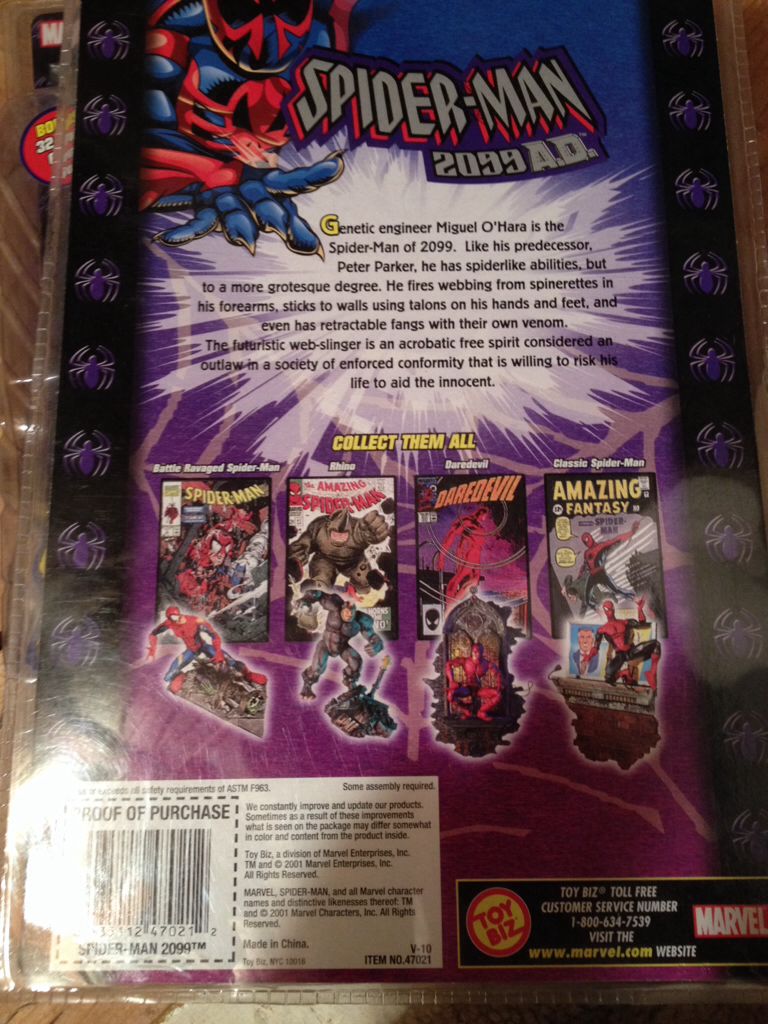 SPIDER-MAN
2099 A.D.™
Genetic engineer Miguel O'Hara is the
Spider-Man of 2099. Like his predecessor,
Peter Parker, he has spiderlike abilities, but
to a more grotesque degree. He fires webbing from spinerettes in
his forearms, sticks to walls using talons on his hands and feet, and
even has retractable fangs with their own venom.
The futuristic web-slinger is an acrobatic free spirit considered an
outlaw in a society of enforced conformity that is willing to risk his
life to aid the innocent.
COLLECT THEM ALL
Battle Ravaged Spider-Man
Rhino
Daredevil
Classic Spider-Man
SPIDER-MAN
the AMAZING
SPIDER-MAN
HORNS
DAREDEVIL
AMAZING
FANTASY
SPIDER-
MAN
or exceeds all safety requirements of ASTM F963.
Some assembly required.
PROOF OF PURCHASE
47021 2
SPIDER-MAN 2099™
We constantly improve and update our products.
Sometimes as a result of these improvements
what is seen on the package may differ somewhat
in color and content from the product inside.
Toy Biz, a division of Marvel Enterprises, Inc.
TM and © 2001 Marvel Enterprises, Inc.
All Rights Reserved.
MARVEL, SPIDER-MAN, and all Marvel character
names and distinctive likenesses thereof: TM
and © 2001 Marvel Characters, Inc. All Rights
Reserved.
Made in China.
Toy Biz, NYC 10016
V-10
ITEM NO.47021
TOY
BIZ
TOY BIZ® TOLL FREE
CUSTOMER SERVICE NUMBER
1-800-634-7539
VISIT THE
www.marvel.com WEBSITE
MARVEL